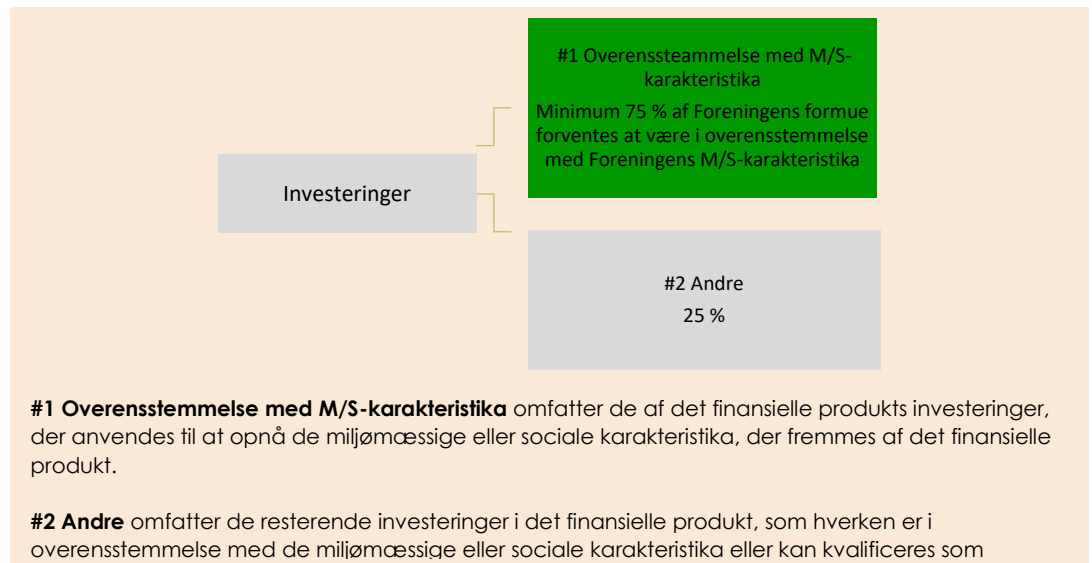 #1 Overenssteammelse med M/S-
karakteristika
Minimum 75 % af Foreningens formue
forventes at være i overensstemmelse
med Foreningens M/S-karakteristika
Investeringer
#2 Andre
25 %
#1 Overensstemmelse med M/S-karakteristika omfatter de af det finansielle produkts investeringer,
der anvendes til at opnå de miljømæssige eller sociale karakteristika, der fremmes af det finansielle
produkt.
#2 Andre omfatter de resterende investeringer i det finansielle produkt, som hverken er i
overensstemmelse med de miljømæssige eller sociale karakteristika eller kan kvalificeres som